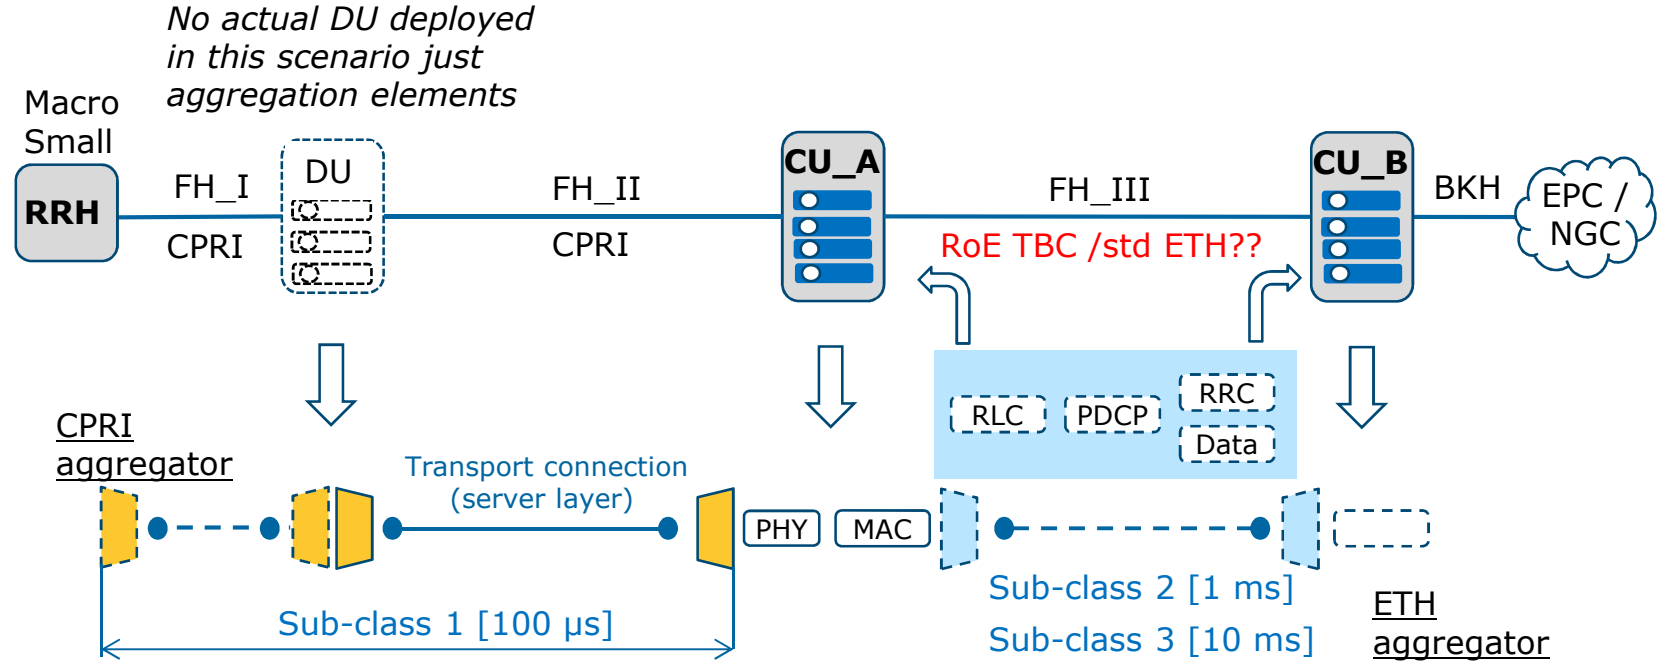 No actual DU deployed
in this scenario just
aggregation elements
Macro
Small
RRH
FH_I
CPRI
DU
FH_II
CPRI
CU_A
FH_III
RoE TBC /std ETH??
CU_B
BKH
EPC /
NGC
RLC
PDCP
RRC
Data
CPRI
aggregator
Transport connection
(server layer)
PHY
MAC
Sub-class 1 [100 µs]
Sub-class 2 [1 ms]
Sub-class 3 [10 ms]
ETH
aggregator